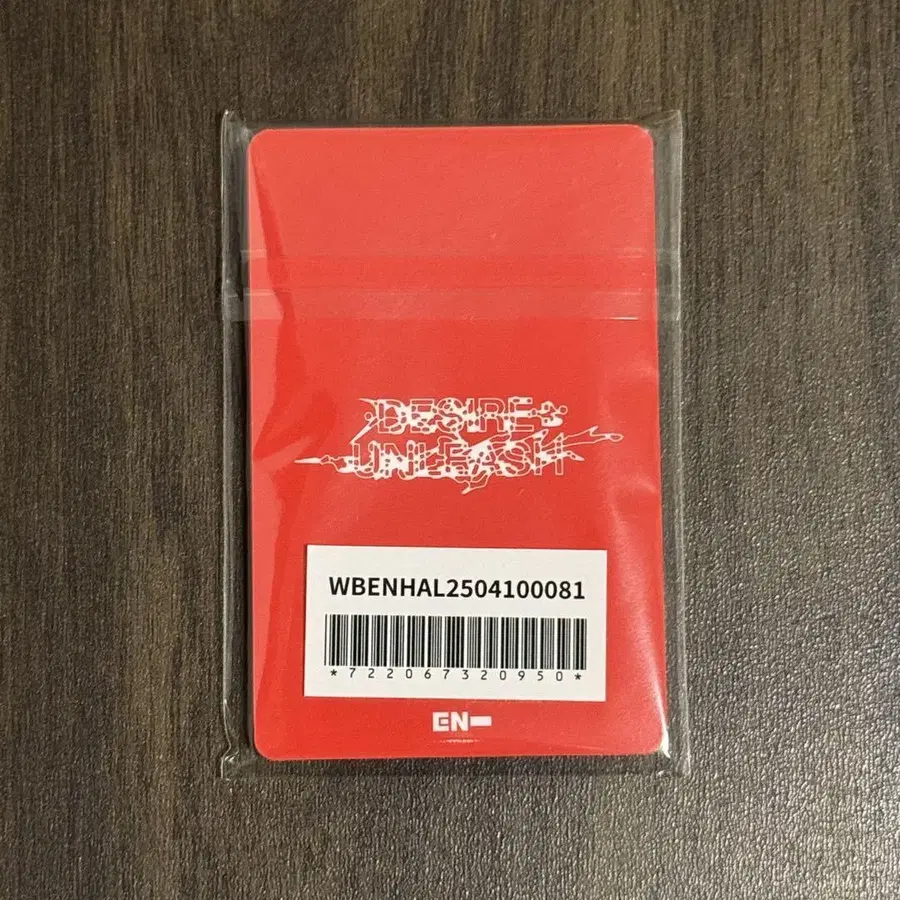 DESIRE:
UNLEASH
WBENHAL2504100081
*722067320950*
EN-